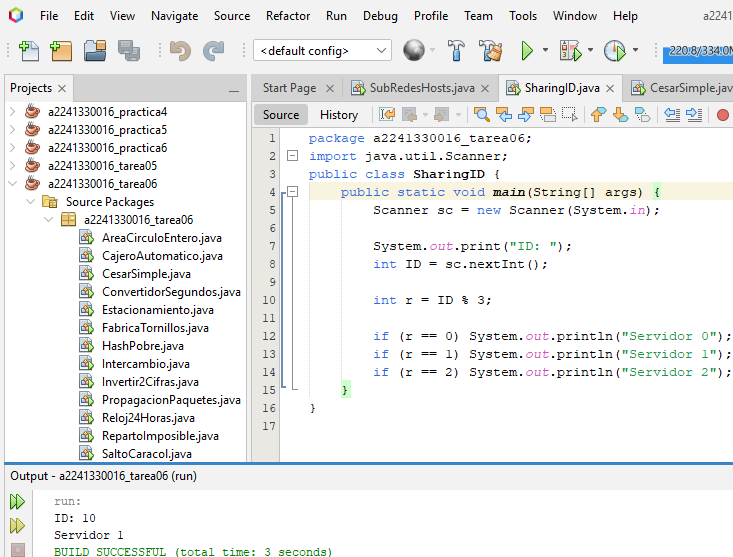 File Edit View Navigate Source Refactor Run Debug Profile Team Tools Window Help a2241
<default config> 220.8/334.0M
Projects
Start Page SubRedesHosts.java SharingID.java CesarSimple.jav
Source History
a2241330016_practica4
a2241330016_practica5
a2241330016_practica6
a2241330016_tarea05
a2241330016_tarea06
Source Packages
a2241330016_tarea06
AreaCirculoEntero.java
CajeroAutomatico.java
CesarSimple.java
ConvertidorSegundos.java
Estacionamiento.java
FabricaTornillos.java
HashPobre.java
Intercambio.java
Invertir2Cifras.java
PropagacionPaquetes.java
Reloj24Horas.java
RepartoImposible.java
SaltoCaracol.java
1 package a2241330016_tarea06;
2 import java.util.Scanner;
3 public class SharingID {
4 public static void main(String[] args) {
5 Scanner sc = new Scanner(System.in);
6
7 System.out.print("ID: ");
8 int ID = sc.nextInt();
9
10 int r = ID % 3;
11
12 if (r == 0) System.out.println("Servidor 0");
13 if (r == 1) System.out.println("Servidor 1");
14 if (r == 2) System.out.println("Servidor 2");
15 }
16 }
17
Output - a2241330016_tarea06 (run)
run:
ID: 10
Servidor 1
BUILD SUCCESSFUL (total time: 3 seconds)